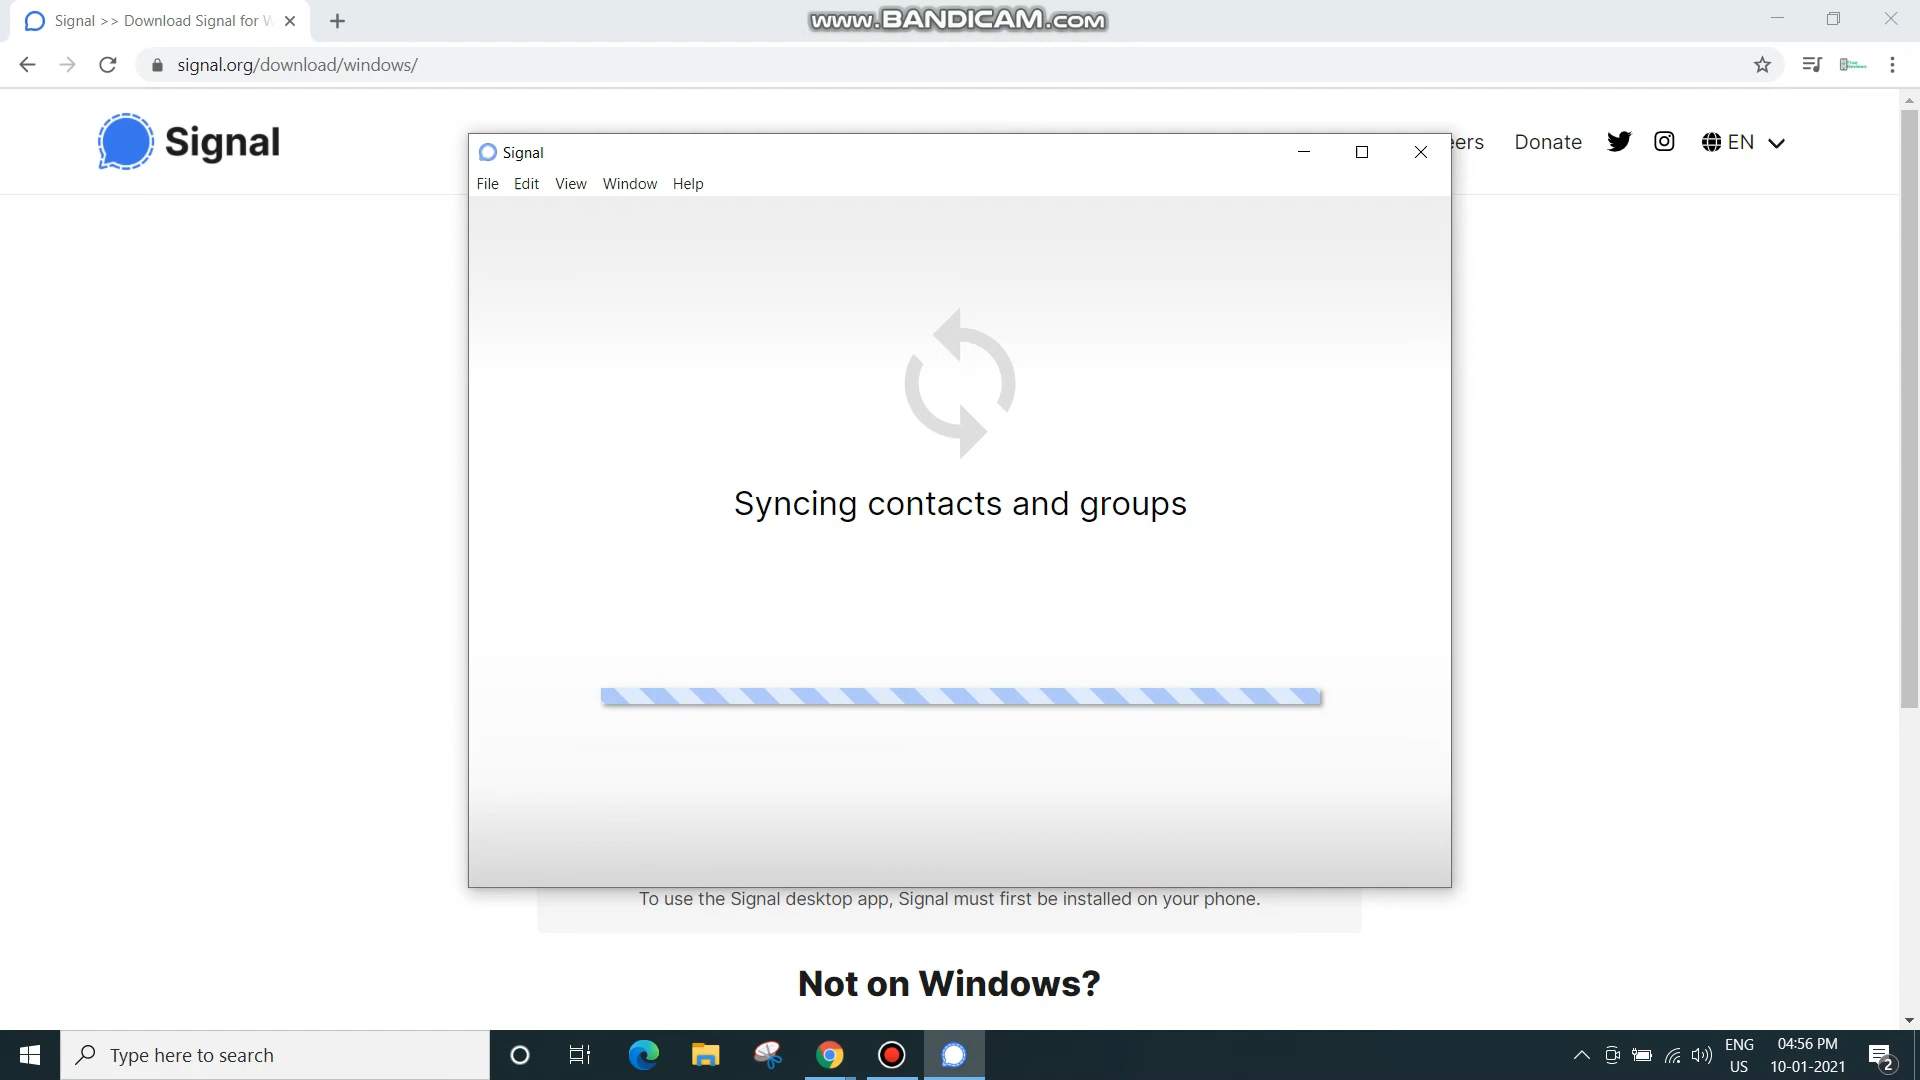 Signal >> Download Signal for W
www.BANDICAM.com
signal.org/download/windows/
Signal
Donate
EN
Signal
File Edit View Window Help
Syncing contacts and groups
To use the Signal desktop app, Signal must first be installed on your phone.
Not on Windows?
Type here to search
ENG
US
04:56 PM
10-01-2021
2